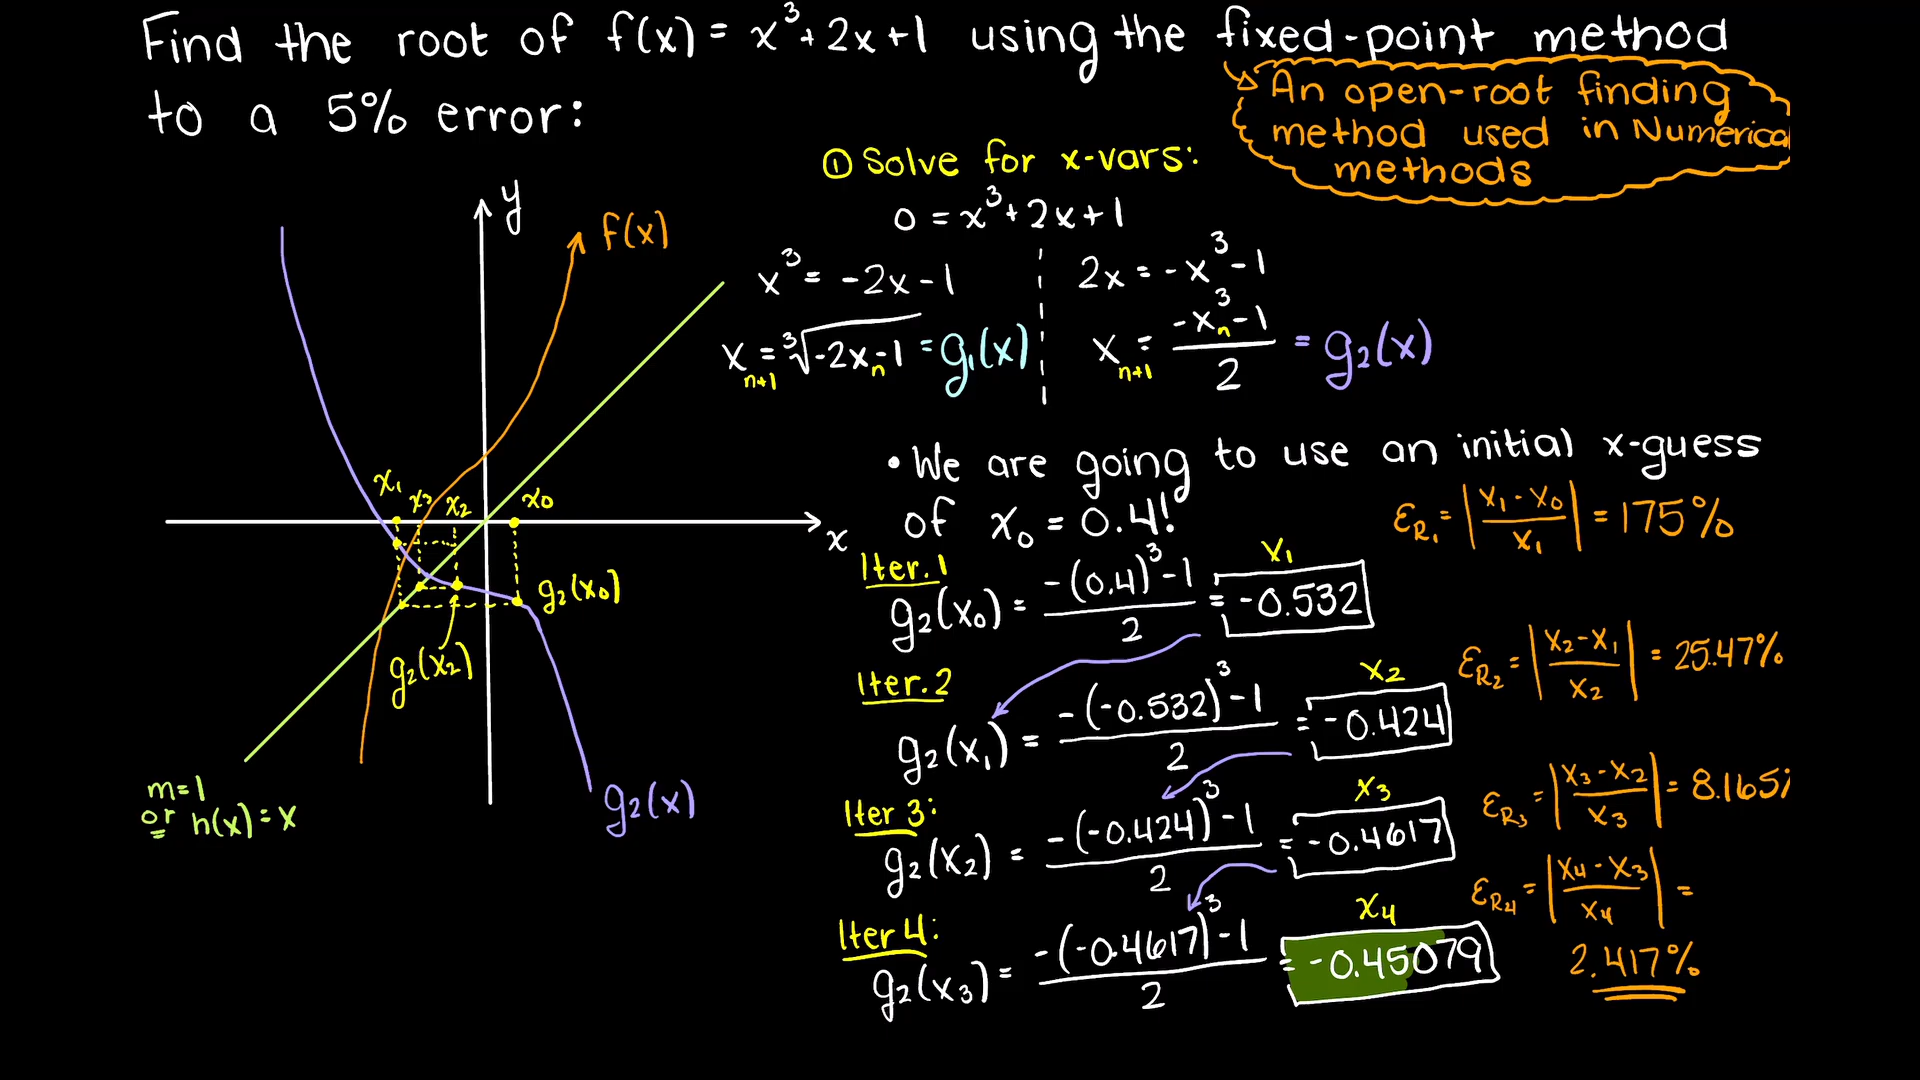 Find the root of f(x) = x³+2x+1 using the fixed-point method
to a 5% error:
An open-root finding
method used in Numerica
methods
① Solve for x-vars:
0 = x³+2x+1
x³ = -2x-1
2x = -x³-1
xₙ₊₁ = ³√-2xₙ-1 = g₁(x)
xₙ₊₁ = (-xₙ³-1)/2 = g₂(x)
y
f(x)
x₁ x₃ x₂ x₀
x
g₂(x₀)
g₂(x₂)
m=1
or h(x)=x
g₂(x)
• We are going to use an initial x-guess
of x₀ = 0.4!
ε_R₁ = |(x₁-x₀)/x₁| = 175%
Iter.1
x₁
g₂(x₀) = (-(0.4)³-1)/2 = -0.532
ε_R₂ = |(x₂-x₁)/x₂| = 25.47%
Iter.2
x₂
g₂(x₁) = (-(-0.532)³-1)/2 = -0.424
ε_R₃ = |(x₃-x₂)/x₃| = 8.165
Iter 3:
x₃
g₂(x₂) = (-(-0.424)³-1)/2 = -0.4617
ε_R₄ = |(x₄-x₃)/x₄| =
2.417%
Iter 4:
x₄
g₂(x₃) = (-(-0.4617)³-1)/2 = -0.45079